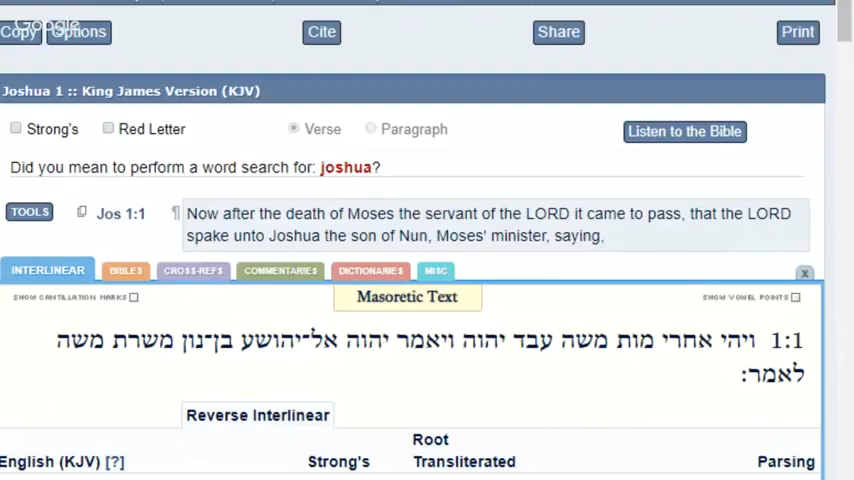 Google
Copy Options Cite Share Print
Joshua 1 :: King James Version (KJV)
Strong's Red Letter Verse Paragraph Listen to the Bible
Did you mean to perform a word search for: joshua?
TOOLS Jos 1:1 ¶ Now after the death of Moses the servant of the LORD it came to pass, that the LORD
spake unto Joshua the son of Nun, Moses' minister, saying,
INTERLINEAR BIBLES CROSS-REFS COMMENTARIES DICTIONARIES MISC x
SHOW CANTILLATION MARKS Masoretic Text SHOW VOWEL POINTS
1:1 ויהי אחרי מות משה עבד יהוה ויאמר יהוה אל־יהושע בן־נון משרת משה
לאמר׃
Reverse Interlinear
English (KJV) [?] Strong's Root Transliterated Parsing